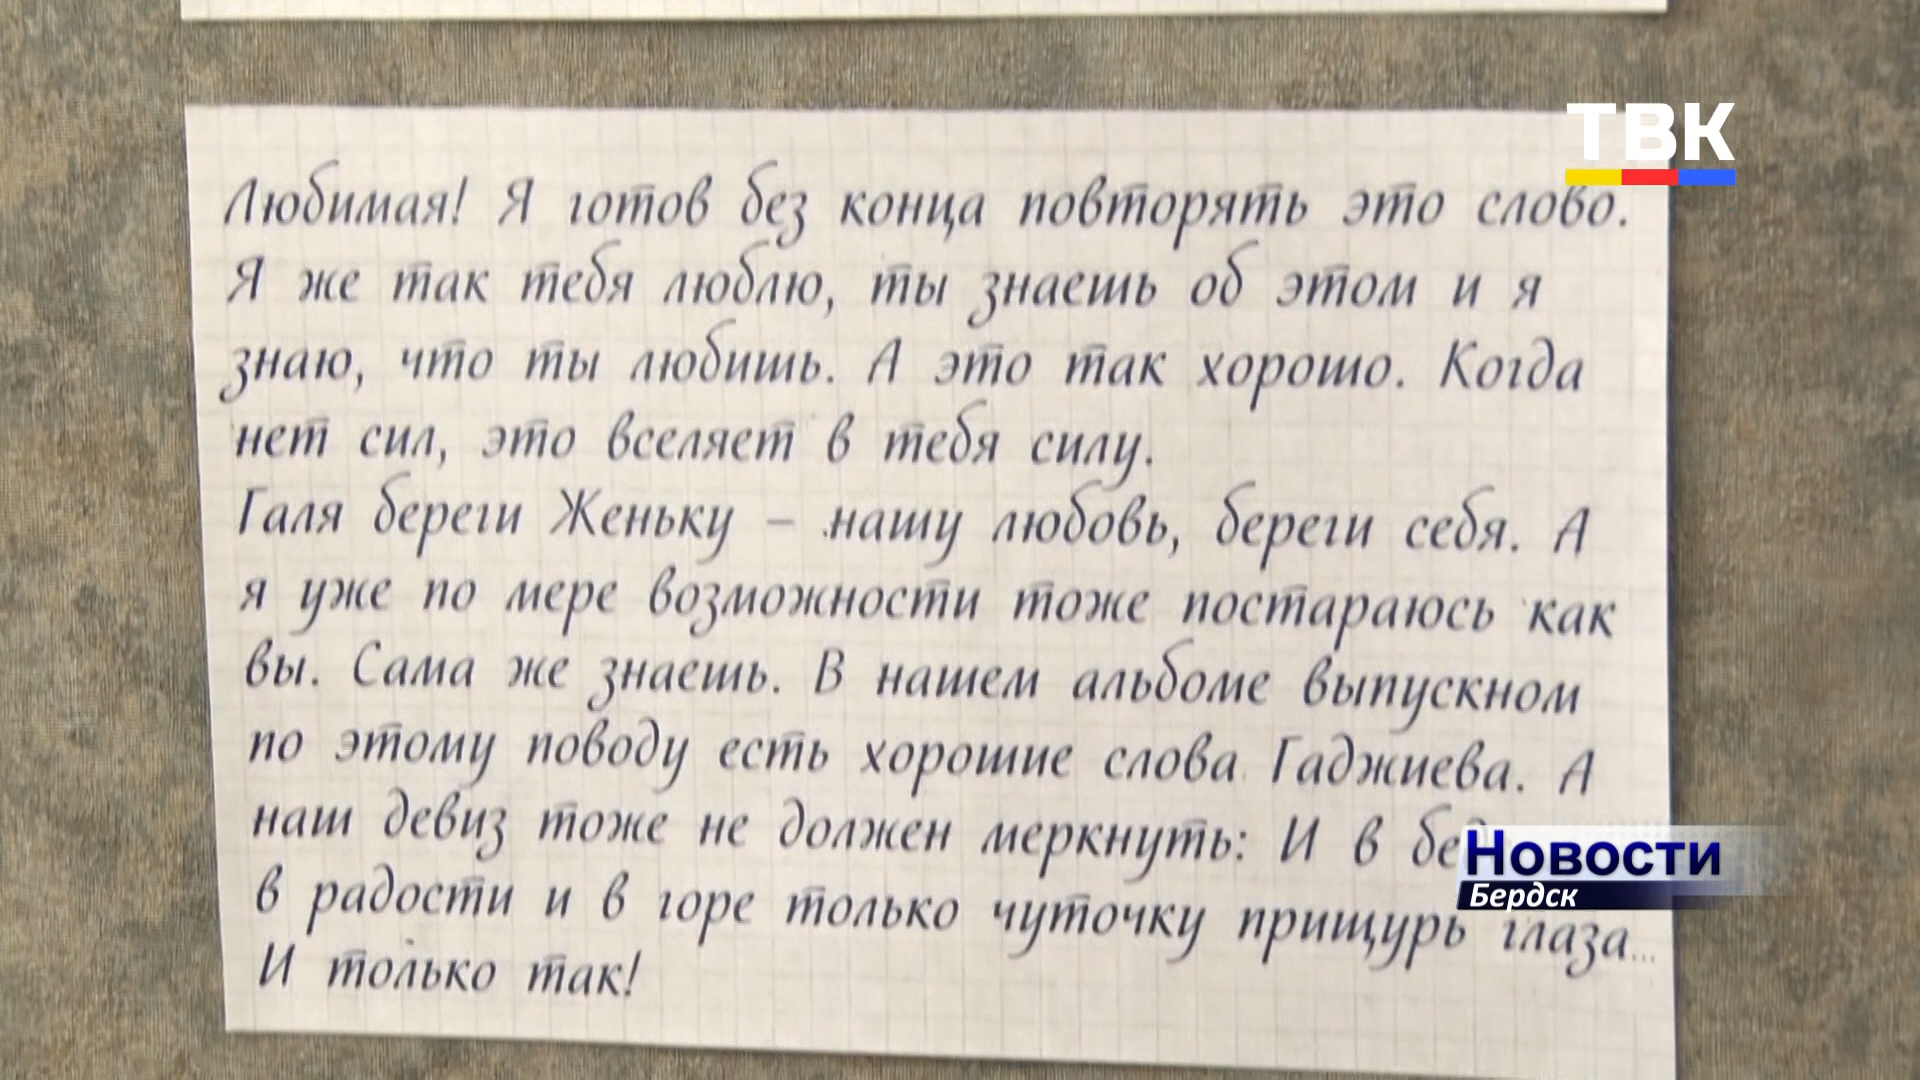 ТВК
Любимая! Я готов без конца повторять это слово.
Я же так тебя люблю, ты знаешь об этом и я
знаю, что ты любишь. А это так хорошо. Когда
нет сил, это вселяет в тебя силу.
Галя береги Женьку – нашу любовь, береги себя. А
я уже по мере возможности тоже постараюсь как
вы. Сама же знаешь. В нашем альбоме выпускном
по этому поводу есть хорошие слова Гаджиева. А
наш девиз тоже не должен меркнуть: И в
в радости и в горе только чуточку прищурь глаза...
И только так!
Новости
Бердск